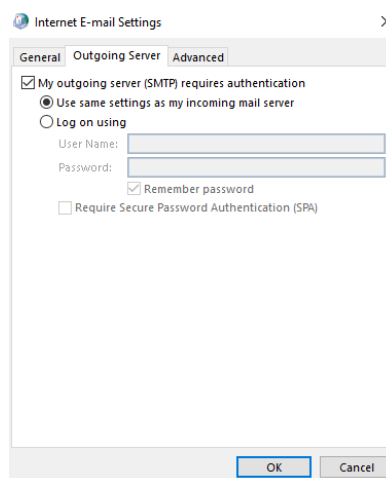 Internet E-mail Settings
General Outgoing Server Advanced
My outgoing server (SMTP) requires authentication
Use same settings as my incoming mail server
Log on using
User Name:
Password:
Remember password
Require Secure Password Authentication (SPA)
OK Cancel